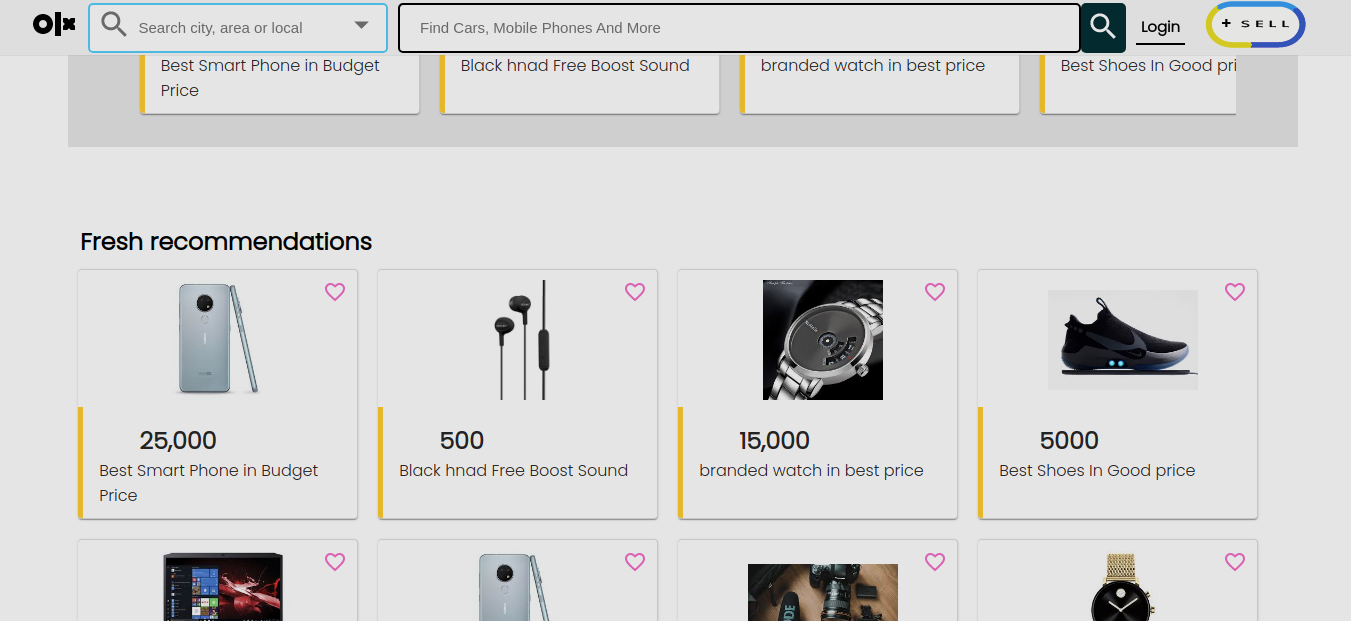 olx
Search city, area or local
Find Cars, Mobile Phones And More
Login
+ SELL
Best Smart Phone in Budget
Price
Black hnad Free Boost Sound
branded watch in best price
Best Shoes In Good pri
Fresh recommendations
25,000
Best Smart Phone in Budget
Price
500
Black hnad Free Boost Sound
15,000
branded watch in best price
5000
Best Shoes In Good price